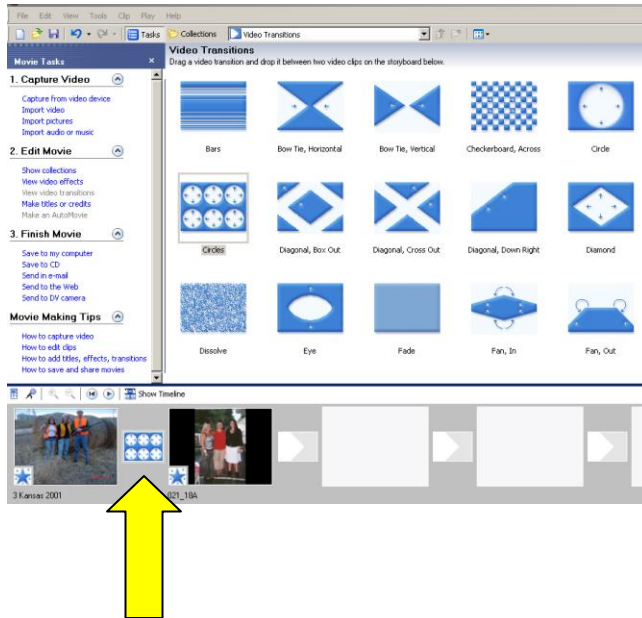 File Edit View Tools Clip Play Help
Tasks Collections Video Transitions
Movie Tasks ×
1. Capture Video
Capture from video device
Import video
Import pictures
Import audio or music
2. Edit Movie
Show collections
View video effects
View video transitions
Make titles or credits
Make an AutoMovie
3. Finish Movie
Save to my computer
Save to CD
Send in e-mail
Send to the Web
Send to DV camera
Movie Making Tips
How to capture video
How to edit clips
How to add titles, effects, transitions
How to save and share movies
Video Transitions
Drag a video transition and drop it between two video clips on the storyboard below.
Bars Bow Tie, Horizontal Bow Tie, Vertical Checkerboard, Across Circle
Circles Diagonal, Box Out Diagonal, Cross Out Diagonal, Down Right Diamond
Dissolve Eye Fade Fan, In Fan, Out
Show Timeline
3 Kansas 2001 021_18A